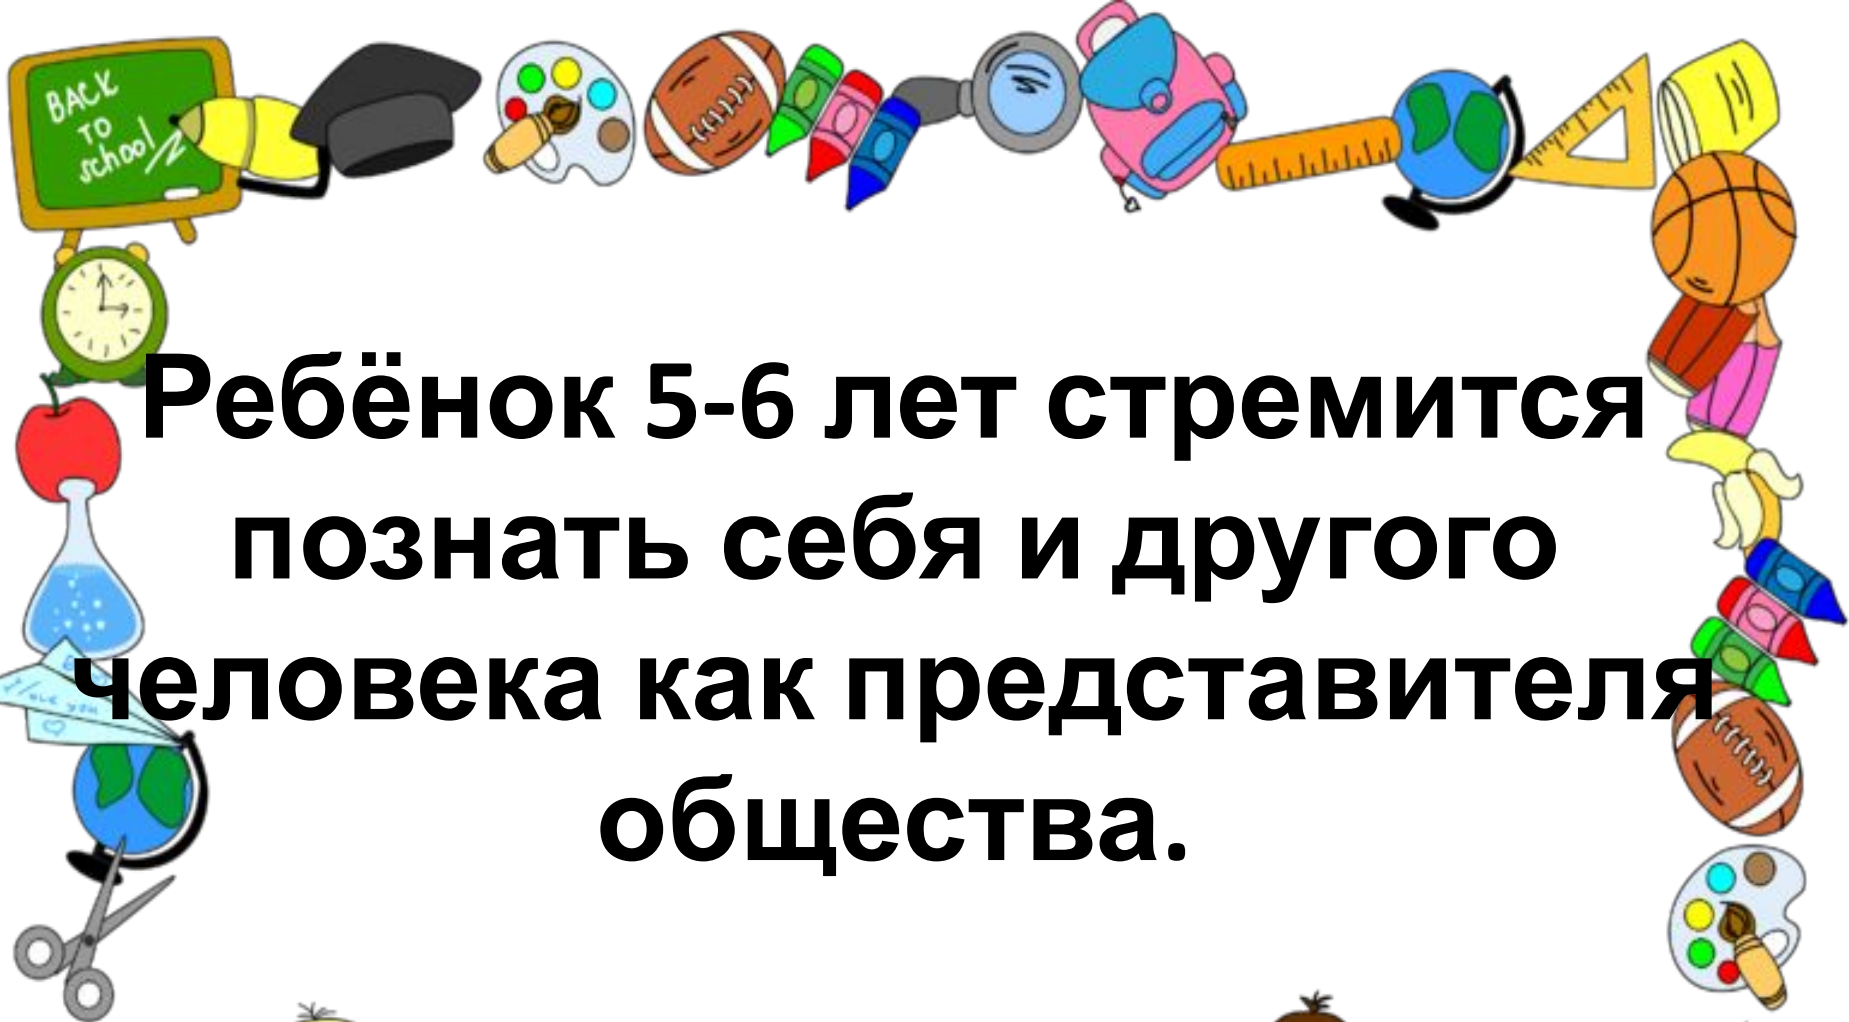 BACK
TO
school
Ребёнок 5-6 лет стремится
познать себя и другого
человека как представителя
общества.